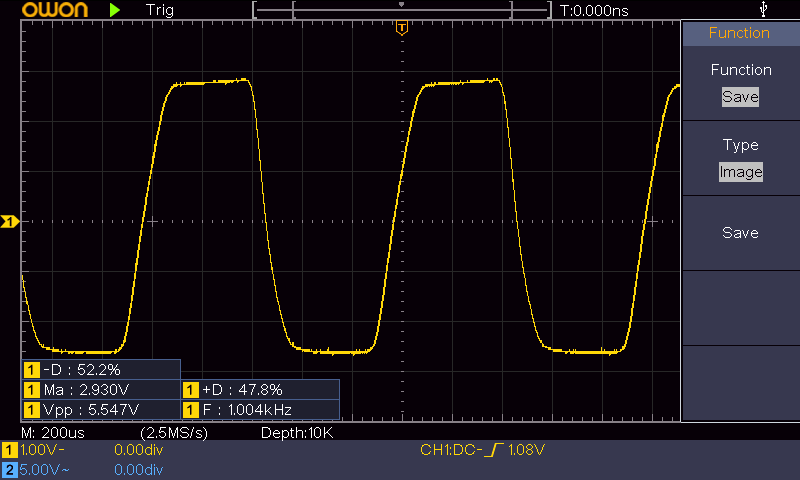 OWON Trig T:0.000ns
T
Function
Function
Save
Type
Image
Save
1
1 -D : 52.2%
1 Ma : 2.930V 1 +D : 47.8%
1 Vpp : 5.547V 1 F : 1.004kHz
M: 200us (2.5MS/s) Depth:10K
1 1.00V- 0.00div CH1:DC- 1.08V
2 5.00V~ 0.00div